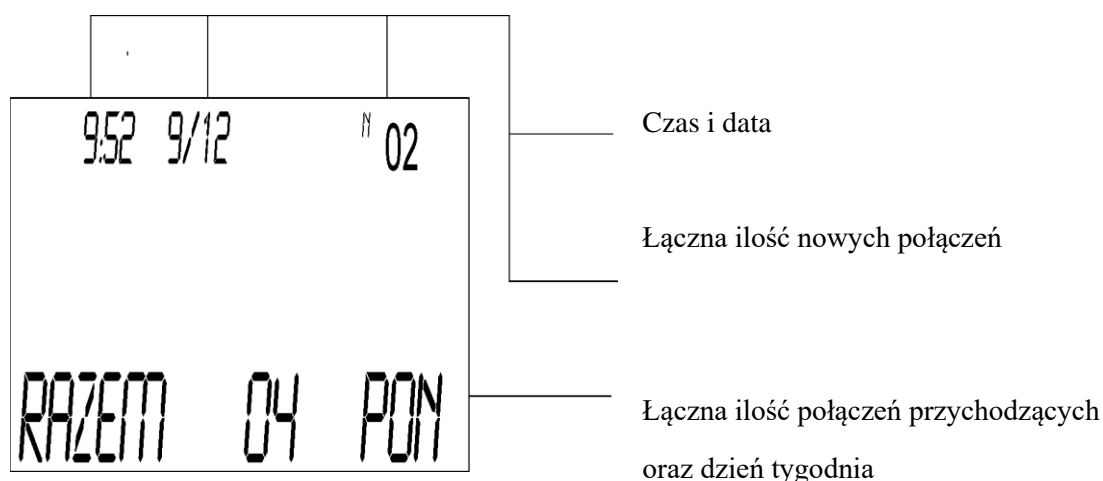 9:52 9/12 N 02
Czas i data
Łączna ilość nowych połączeń
RAZEM 04 PON
Łączna ilość połączeń przychodzących
oraz dzień tygodnia